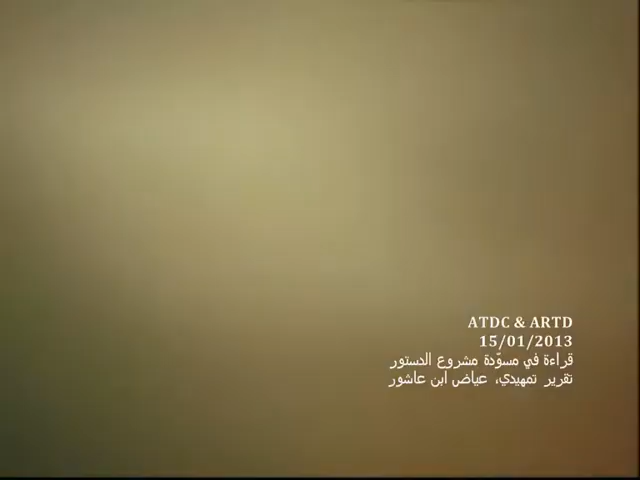 ATDC & ARTD
15/01/2013
قراءة في مسوّدة مشروع الدستور
تقرير تمهيدي، عياض ابن عاشور